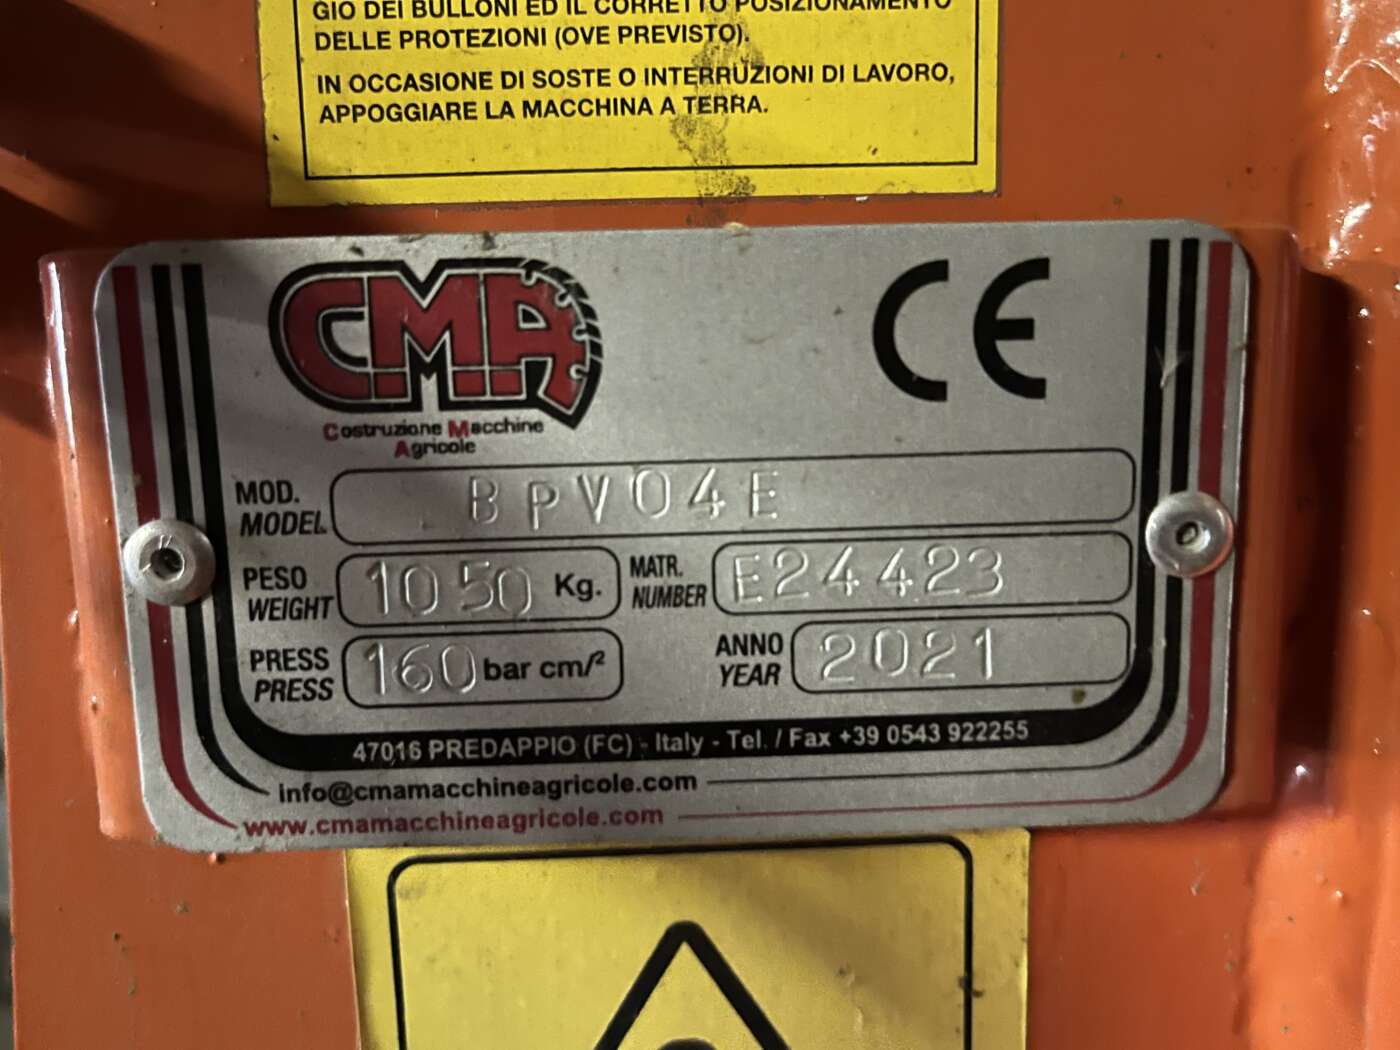 GIO DEI BULLONI ED IL CORRETTO POSIZIONAMENTO
DELLE PROTEZIONI (OVE PREVISTO).
IN OCCASIONE DI SOSTE O INTERRUZIONI DI LAVORO,
APPOGGIARE LA MACCHINA A TERRA.
CMA CE
Costruzione Macchine
Agricole
MOD. BPV04E
MODEL
PESO 1050 Kg. MATR. E24423
WEIGHT NUMBER
PRESS 160 bar cm/² ANNO 2021
PRESS YEAR
47016 PREDAPPIO (FC) - Italy - Tel. / Fax +39 0543 922255
info@cmamacchineagricole.com
www.cmamacchineagricole.com